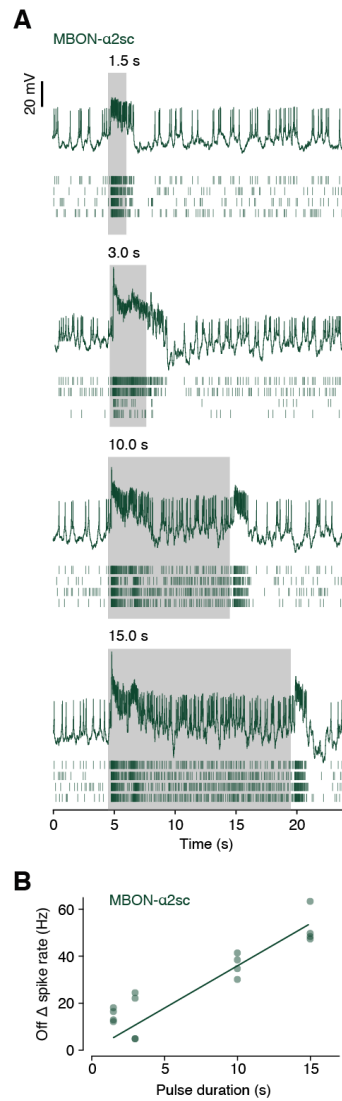 A
MBON-α2sc
1.5 s
20 mV
3.0 s
10.0 s
15.0 s
0 5 10 15 20
Time (s)
B
MBON-α2sc
60
40
20
0
Off Δ spike rate (Hz)
0 5 10 15
Pulse duration (s)